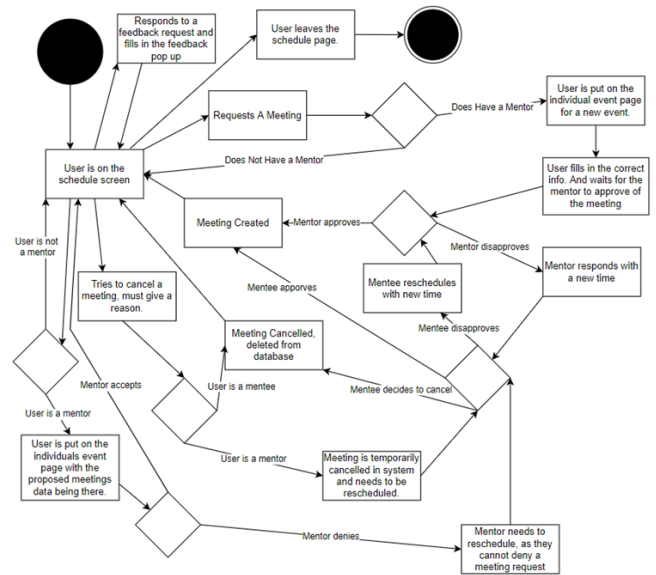 Responds to a
feedback request and
fills in the feedback
pop up
User leaves the
schedule page.
Requests A Meeting
Does Have a Mentor
User is put on the
individual event page
for a new event.
Does Not Have a Mentor
User is on the
schedule screen
User fills in the correct
info. And waits for the
mentor to approve of
the meeting
Meeting Created
Mentor approves
Mentor disapproves
User is not
a mentor
Tries to cancel a
meeting, must give a
reason.
Mentee apporves
Mentee reschedules
with new time
Mentor responds with
a new time
Meeting Cancelled,
deleted from
database
Mentee disapproves
Mentor accepts
User is a mentee
Mentee decides to cancel
User is a mentor
User is put on the
individuals event
page with the
proposed meetings
data being there.
User is a mentor
Meeting is temporarily
cancelled in system
and needs to be
rescheduled.
Mentor denies
Mentor needs to
reschedule, as they
cannot deny a
meeting request